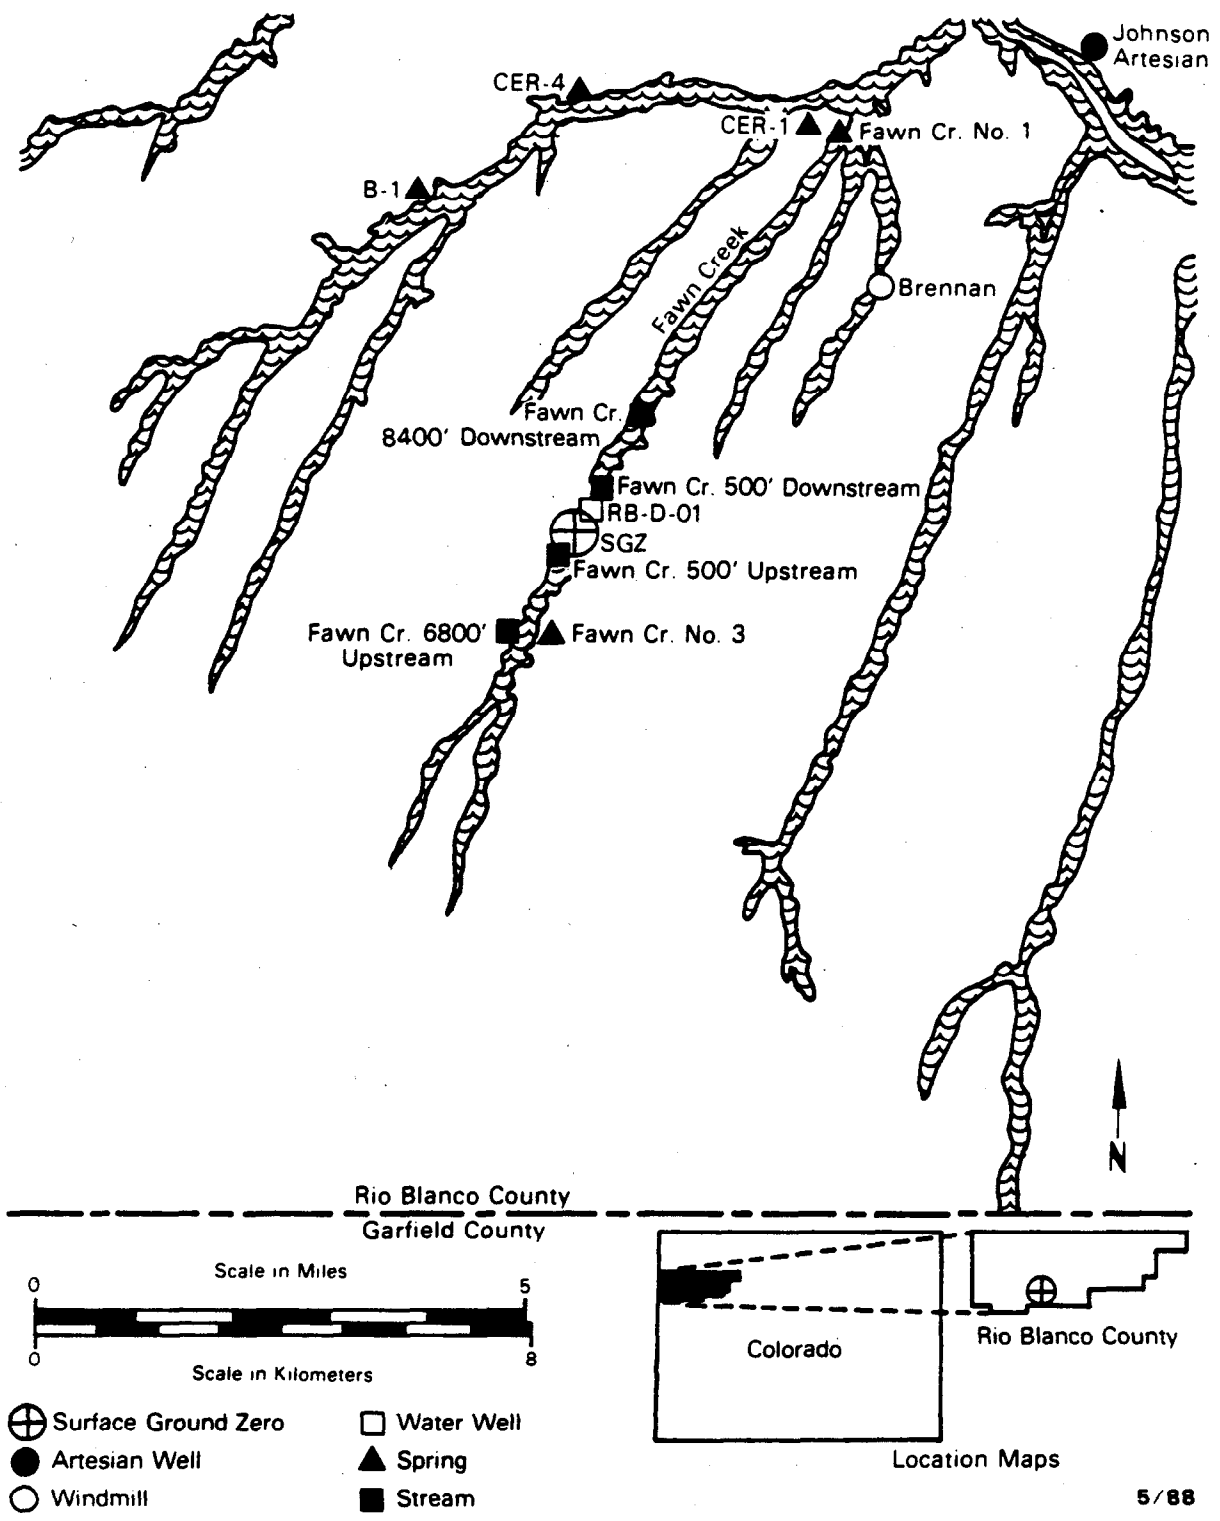 Johnson
Artesian
CER-4
CER-1
Fawn Cr. No. 1
B-1
Fawn Creek
Brennan
Fawn Cr.
8400' Downstream
Fawn Cr. 500' Downstream
RB-D-01
SGZ
Fawn Cr. 500' Upstream
Fawn Cr. 6800'
Upstream
Fawn Cr. No. 3
N
Rio Blanco County
Garfield County
Scale in Miles
0 5
0 8
Scale in Kilometers
Colorado
Rio Blanco County
Location Maps
Surface Ground Zero
Artesian Well
Windmill
Water Well
Spring
Stream
5/88